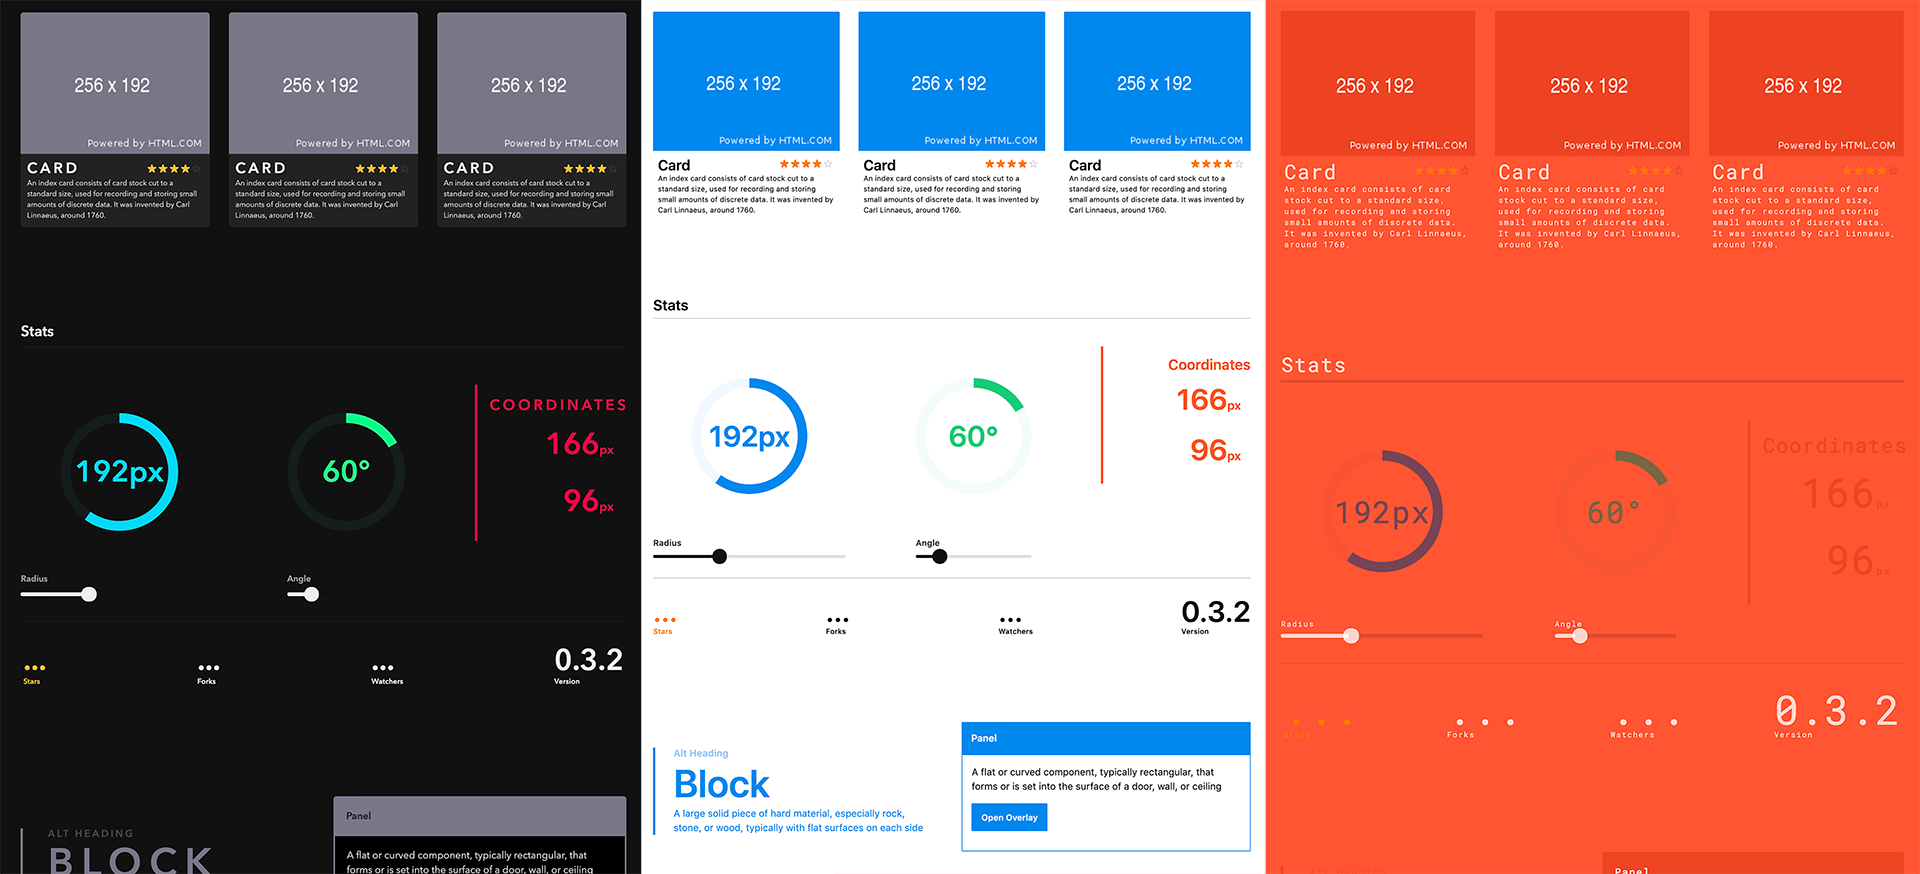 256 x 192
Powered by HTML.COM
CARD
An index card consists of card stock cut to a
standard size, used for recording and storing small
amounts of discrete data. It was invented by Carl
Linnaeus, around 1760.
256 x 192
Powered by HTML.COM
CARD
An index card consists of card stock cut to a
standard size, used for recording and storing small
amounts of discrete data. It was invented by Carl
Linnaeus, around 1760.
256 x 192
Powered by HTML.COM
CARD
An index card consists of card stock cut to a
standard size, used for recording and storing small
amounts of discrete data. It was invented by Carl
Linnaeus, around 1760.
Stats
192px
60°
COORDINATES
166px
96px
Radius
Angle
Stars
Forks
Watchers
0.3.2
Version
ALT HEADING
BLOCK
Panel
A flat or curved component, typically rectangular, that
forms or is set into the surface of a door, wall, or ceiling
256 x 192
Powered by HTML.COM
Card
An index card consists of card stock cut to a
standard size, used for recording and storing
small amounts of discrete data. It was invented by
Carl Linnaeus, around 1760.
256 x 192
Powered by HTML.COM
Card
An index card consists of card stock cut to a
standard size, used for recording and storing
small amounts of discrete data. It was invented by
Carl Linnaeus, around 1760.
256 x 192
Powered by HTML.COM
Card
An index card consists of card stock cut to a
standard size, used for recording and storing
small amounts of discrete data. It was invented by
Carl Linnaeus, around 1760.
Stats
192px
60°
Coordinates
166px
96px
Radius
Angle
Stars
Forks
Watchers
0.3.2
Version
Alt Heading
Block
A large solid piece of hard material, especially rock,
stone, or wood, typically with flat surfaces on each side
Panel
A flat or curved component, typically rectangular, that
forms or is set into the surface of a door, wall, or ceiling
Open Overlay
256 x 192
Powered by HTML.COM
Card
An index card consists of card
stock cut to a standard size,
used for recording and storing
small amounts of discrete data.
It was invented by Carl Linnaeus,
around 1760.
256 x 192
Powered by HTML.COM
Card
An index card consists of card
stock cut to a standard size,
used for recording and storing
small amounts of discrete data.
It was invented by Carl Linnaeus,
around 1760.
256 x 192
Powered by HTML.COM
Card
An index card consists of card
stock cut to a standard size,
used for recording and storing
small amounts of discrete data.
It was invented by Carl Linnaeus,
around 1760.
Stats
192px
60°
Coordinates
166px
96px
Radius
Angle
Stars
Forks
Watchers
0.3.2
Version
Alt Heading
Panel